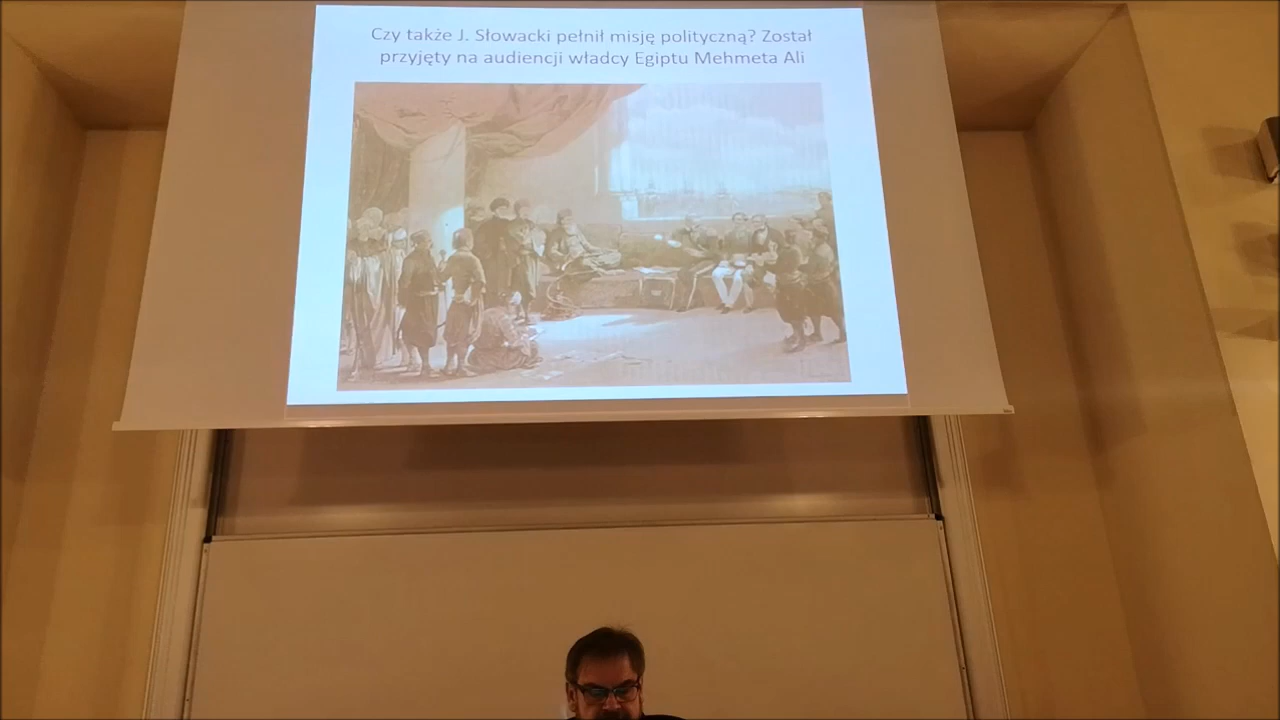 Czy także J. Słowacki pełnił misję polityczną? Został
przyjęty na audiencji władcy Egiptu Mehmeta Ali